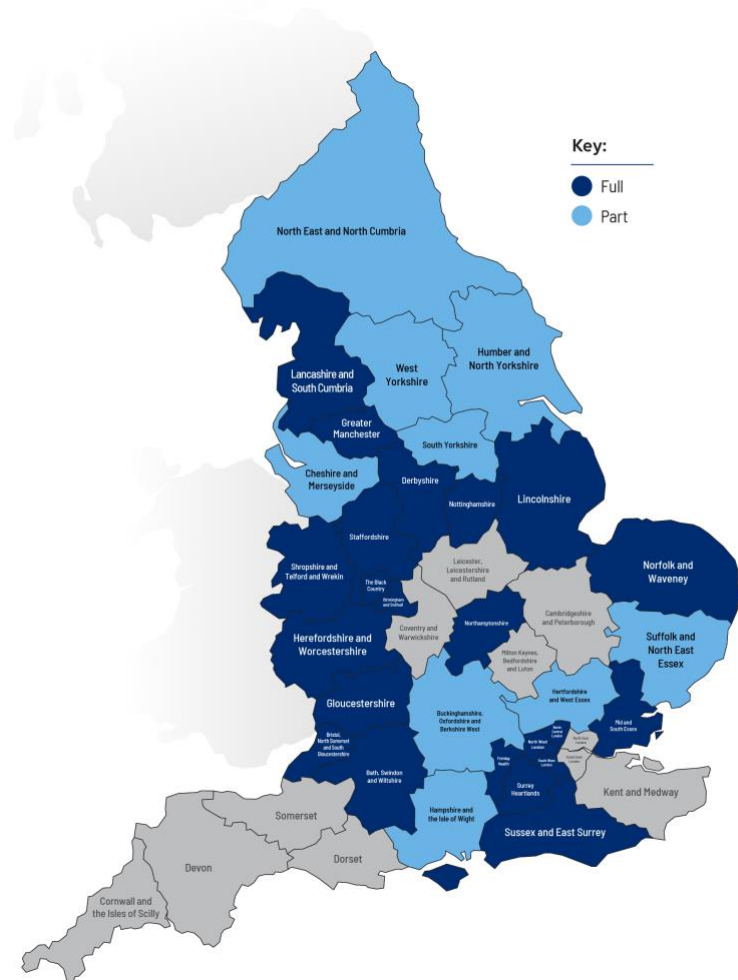 Key:
Full
Part
North East and North Cumbria
Lancashire and
South Cumbria
West
Yorkshire
Humber and
North Yorkshire
Greater
Manchester
South Yorkshire
Cheshire and
Merseyside
Derbyshire
Nottinghamshire
Lincolnshire
Staffordshire
Shropshire and
Telford and Wrekin
The Black
Country
Birmingham
and Solihull
Leicester,
Leicestershire
and Rutland
Norfolk and
Waveney
Cambridgeshire
and Peterborough
Coventry and
Warwickshire
Northamptonshire
Herefordshire and
Worcestershire
Milton Keynes,
Bedfordshire
and Luton
Suffolk and
North East
Essex
Gloucestershire
Buckinghamshire,
Oxfordshire and
Berkshire West
Hertfordshire
and West Essex
Mid and
South Essex
Bristol,
North Somerset
and South
Gloucestershire
North
Central
London
North West
London
North East
London
South West
London
South East
London
Frimley
Health
Bath, Swindon
and Wiltshire
Surrey
Heartlands
Kent and Medway
Hampshire and
the Isle of Wight
Sussex and East Surrey
Somerset
Dorset
Devon
Cornwall and
the Isles of Scilly